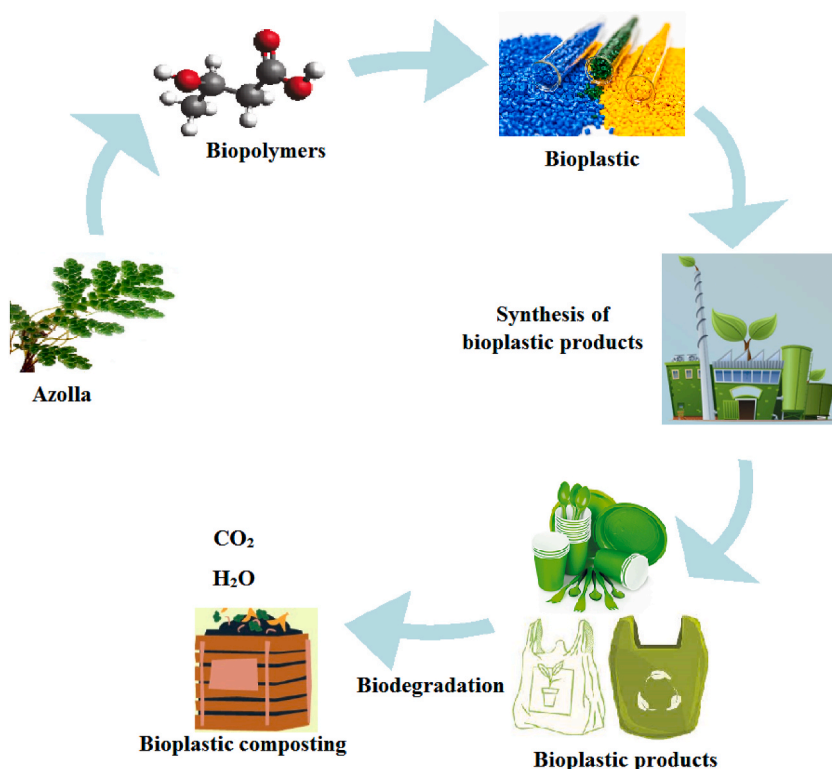 Biopolymers
Bioplastic
Azolla
Synthesis of
bioplastic products
CO₂
H₂O
Biodegradation
Bioplastic composting
Bioplastic products